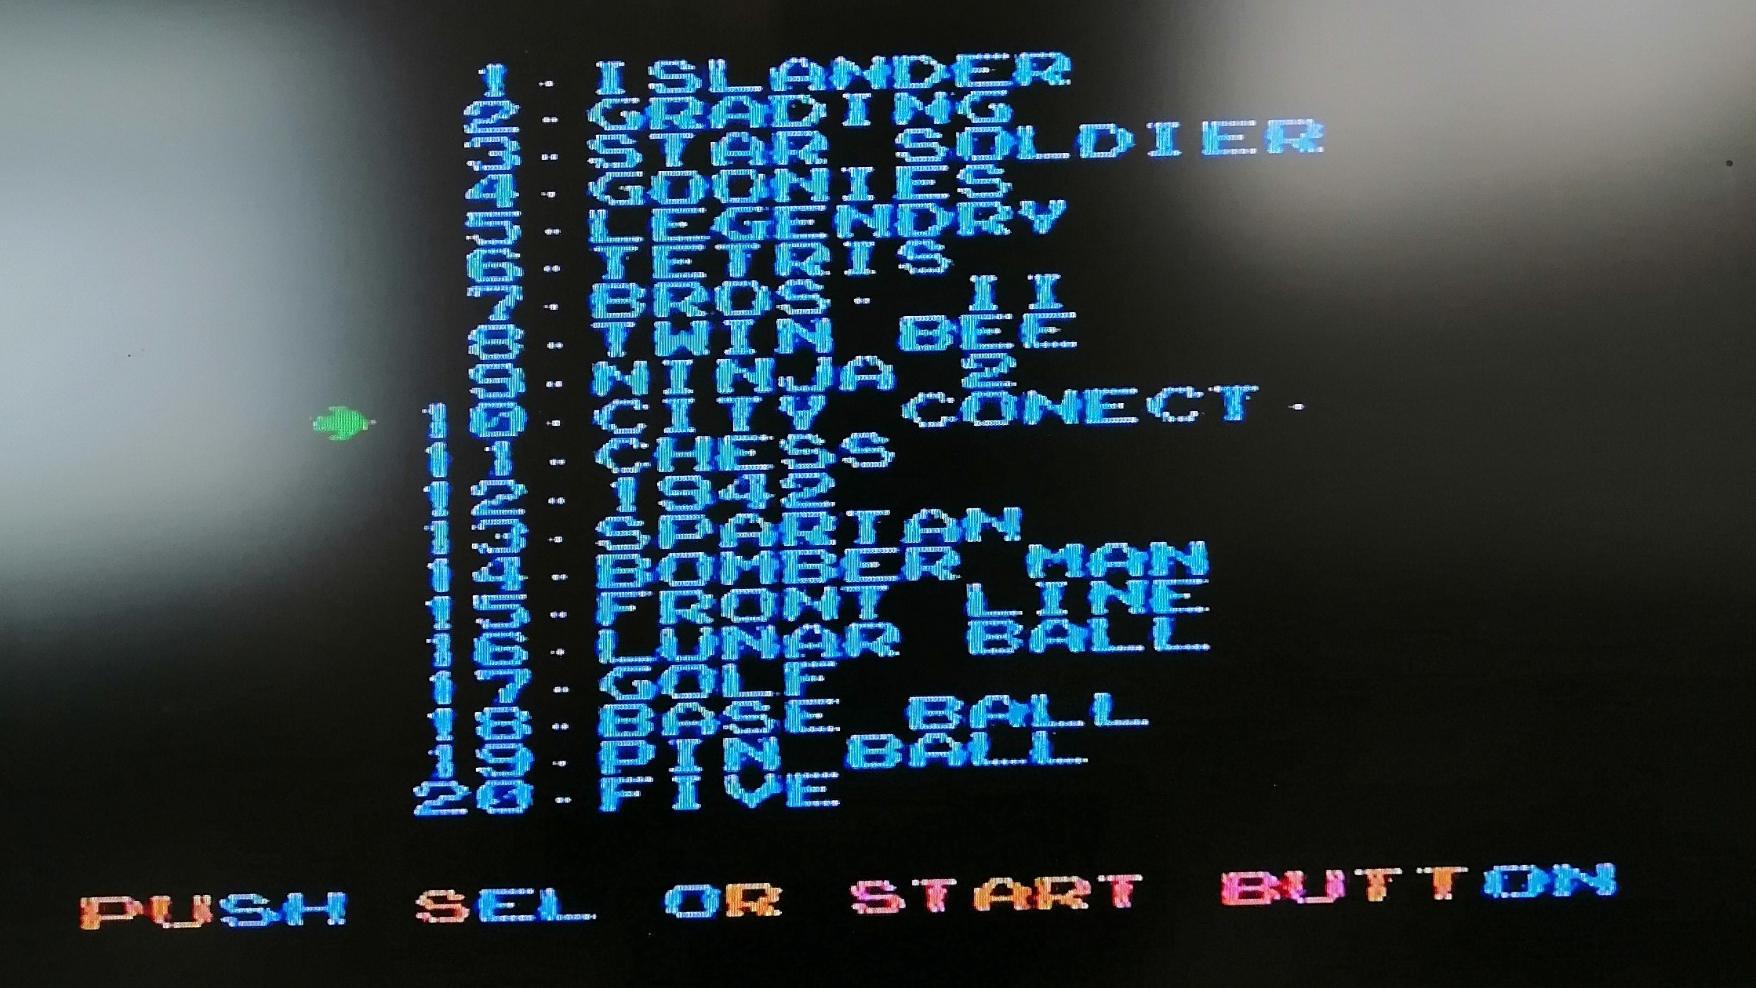 1. ISLANDER
2. GRADING
3. STAR SOLDIER
4. GOONIES
5. LEGENDRY
6. TETRIS
7. BROS. II
8. TWIN BEE
9. NINJA 2
10. CITY CONECT.
11. CHESS
12. 1942
13. SPARTAN
14. BOMBER MAN
15. FRONT LINE
16. LUNAR BALL
17. GOLF
18. BASE BALL
19. PIN BALL
20. FIVE
PUSH SEL OR START BUTTON